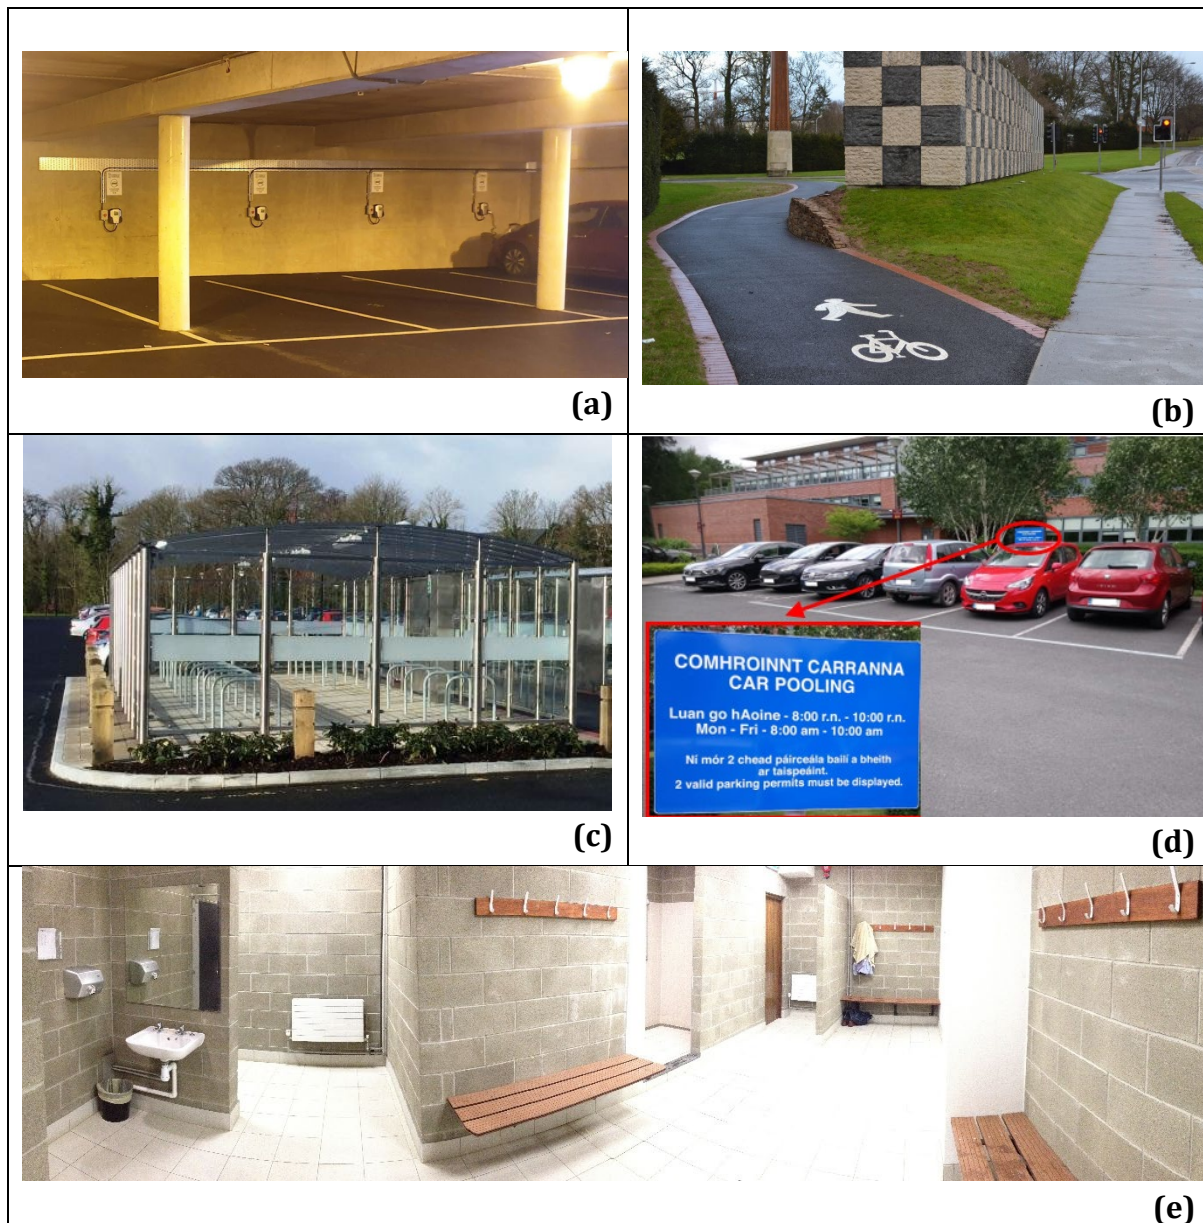 (a)
(b)
(c)
COMHROINNT CARRANNA
CAR POOLING
Luan go hAoine - 8:00 r.n. - 10:00 r.n.
Mon - Fri - 8:00 am - 10:00 am
Ní mór 2 chead páirceála bailí a bheith
ar taispeáint.
2 valid parking permits must be displayed.
(d)
(e)